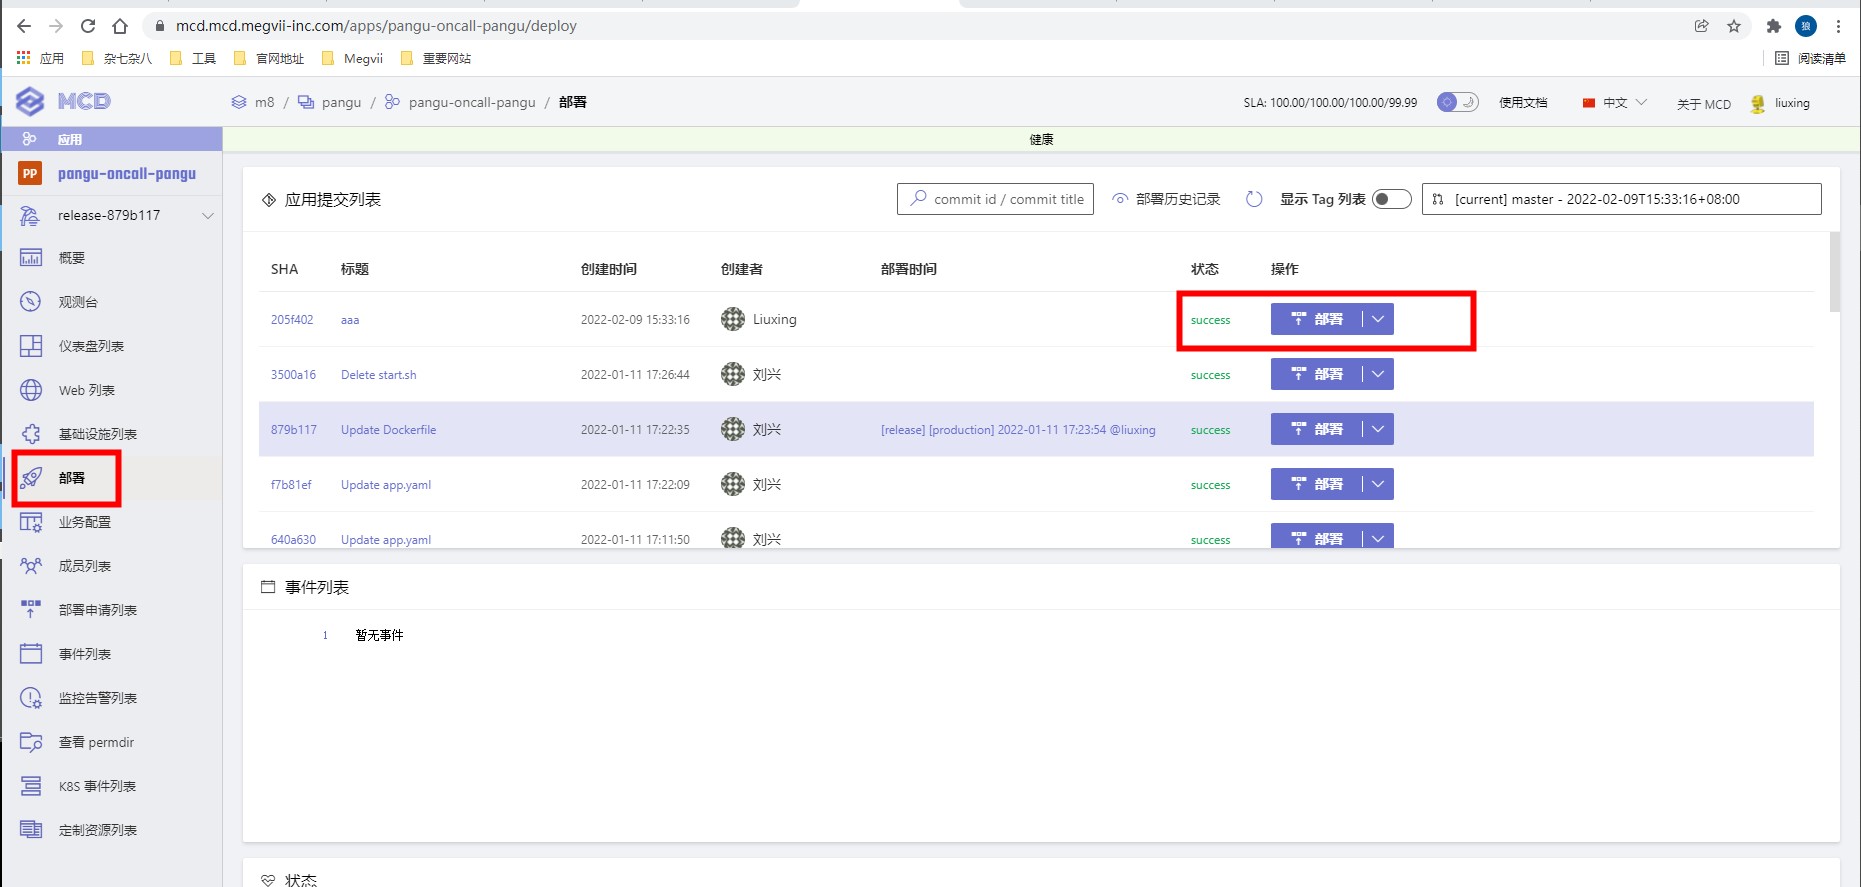 mcd.mcd.megvii-inc.com/apps/pangu-oncall-pangu/deploy
狼
应用 杂七杂八 工具 官网地址 Megvii 重要网站 阅读清单
MCD m8 / pangu / pangu-oncall-pangu / 部署 SLA: 100.00/100.00/100.00/99.99 使用文档 中文 关于 MCD liuxing
应用
健康
PP pangu-oncall-pangu
release-879b117
概要
观测台
仪表盘列表
Web 列表
基础设施列表
部署
业务配置
成员列表
部署申请列表
事件列表
监控告警列表
查看 permdir
K8S 事件列表
定制资源列表
应用提交列表 commit id / commit title 部署历史记录 显示 Tag 列表 [current] master - 2022-02-09T15:33:16+08:00
SHA 标题 创建时间 创建者 部署时间 状态 操作
205f402 aaa 2022-02-09 15:33:16 Liuxing success 部署
3500a16 Delete start.sh 2022-01-11 17:26:44 刘兴 success 部署
879b117 Update Dockerfile 2022-01-11 17:22:35 刘兴 [release] [production] 2022-01-11 17:23:54 @liuxing success 部署
f7b81ef Update app.yaml 2022-01-11 17:22:09 刘兴 success 部署
640a630 Update app.yaml 2022-01-11 17:11:50 刘兴 success 部署
事件列表
1 暂无事件
状态